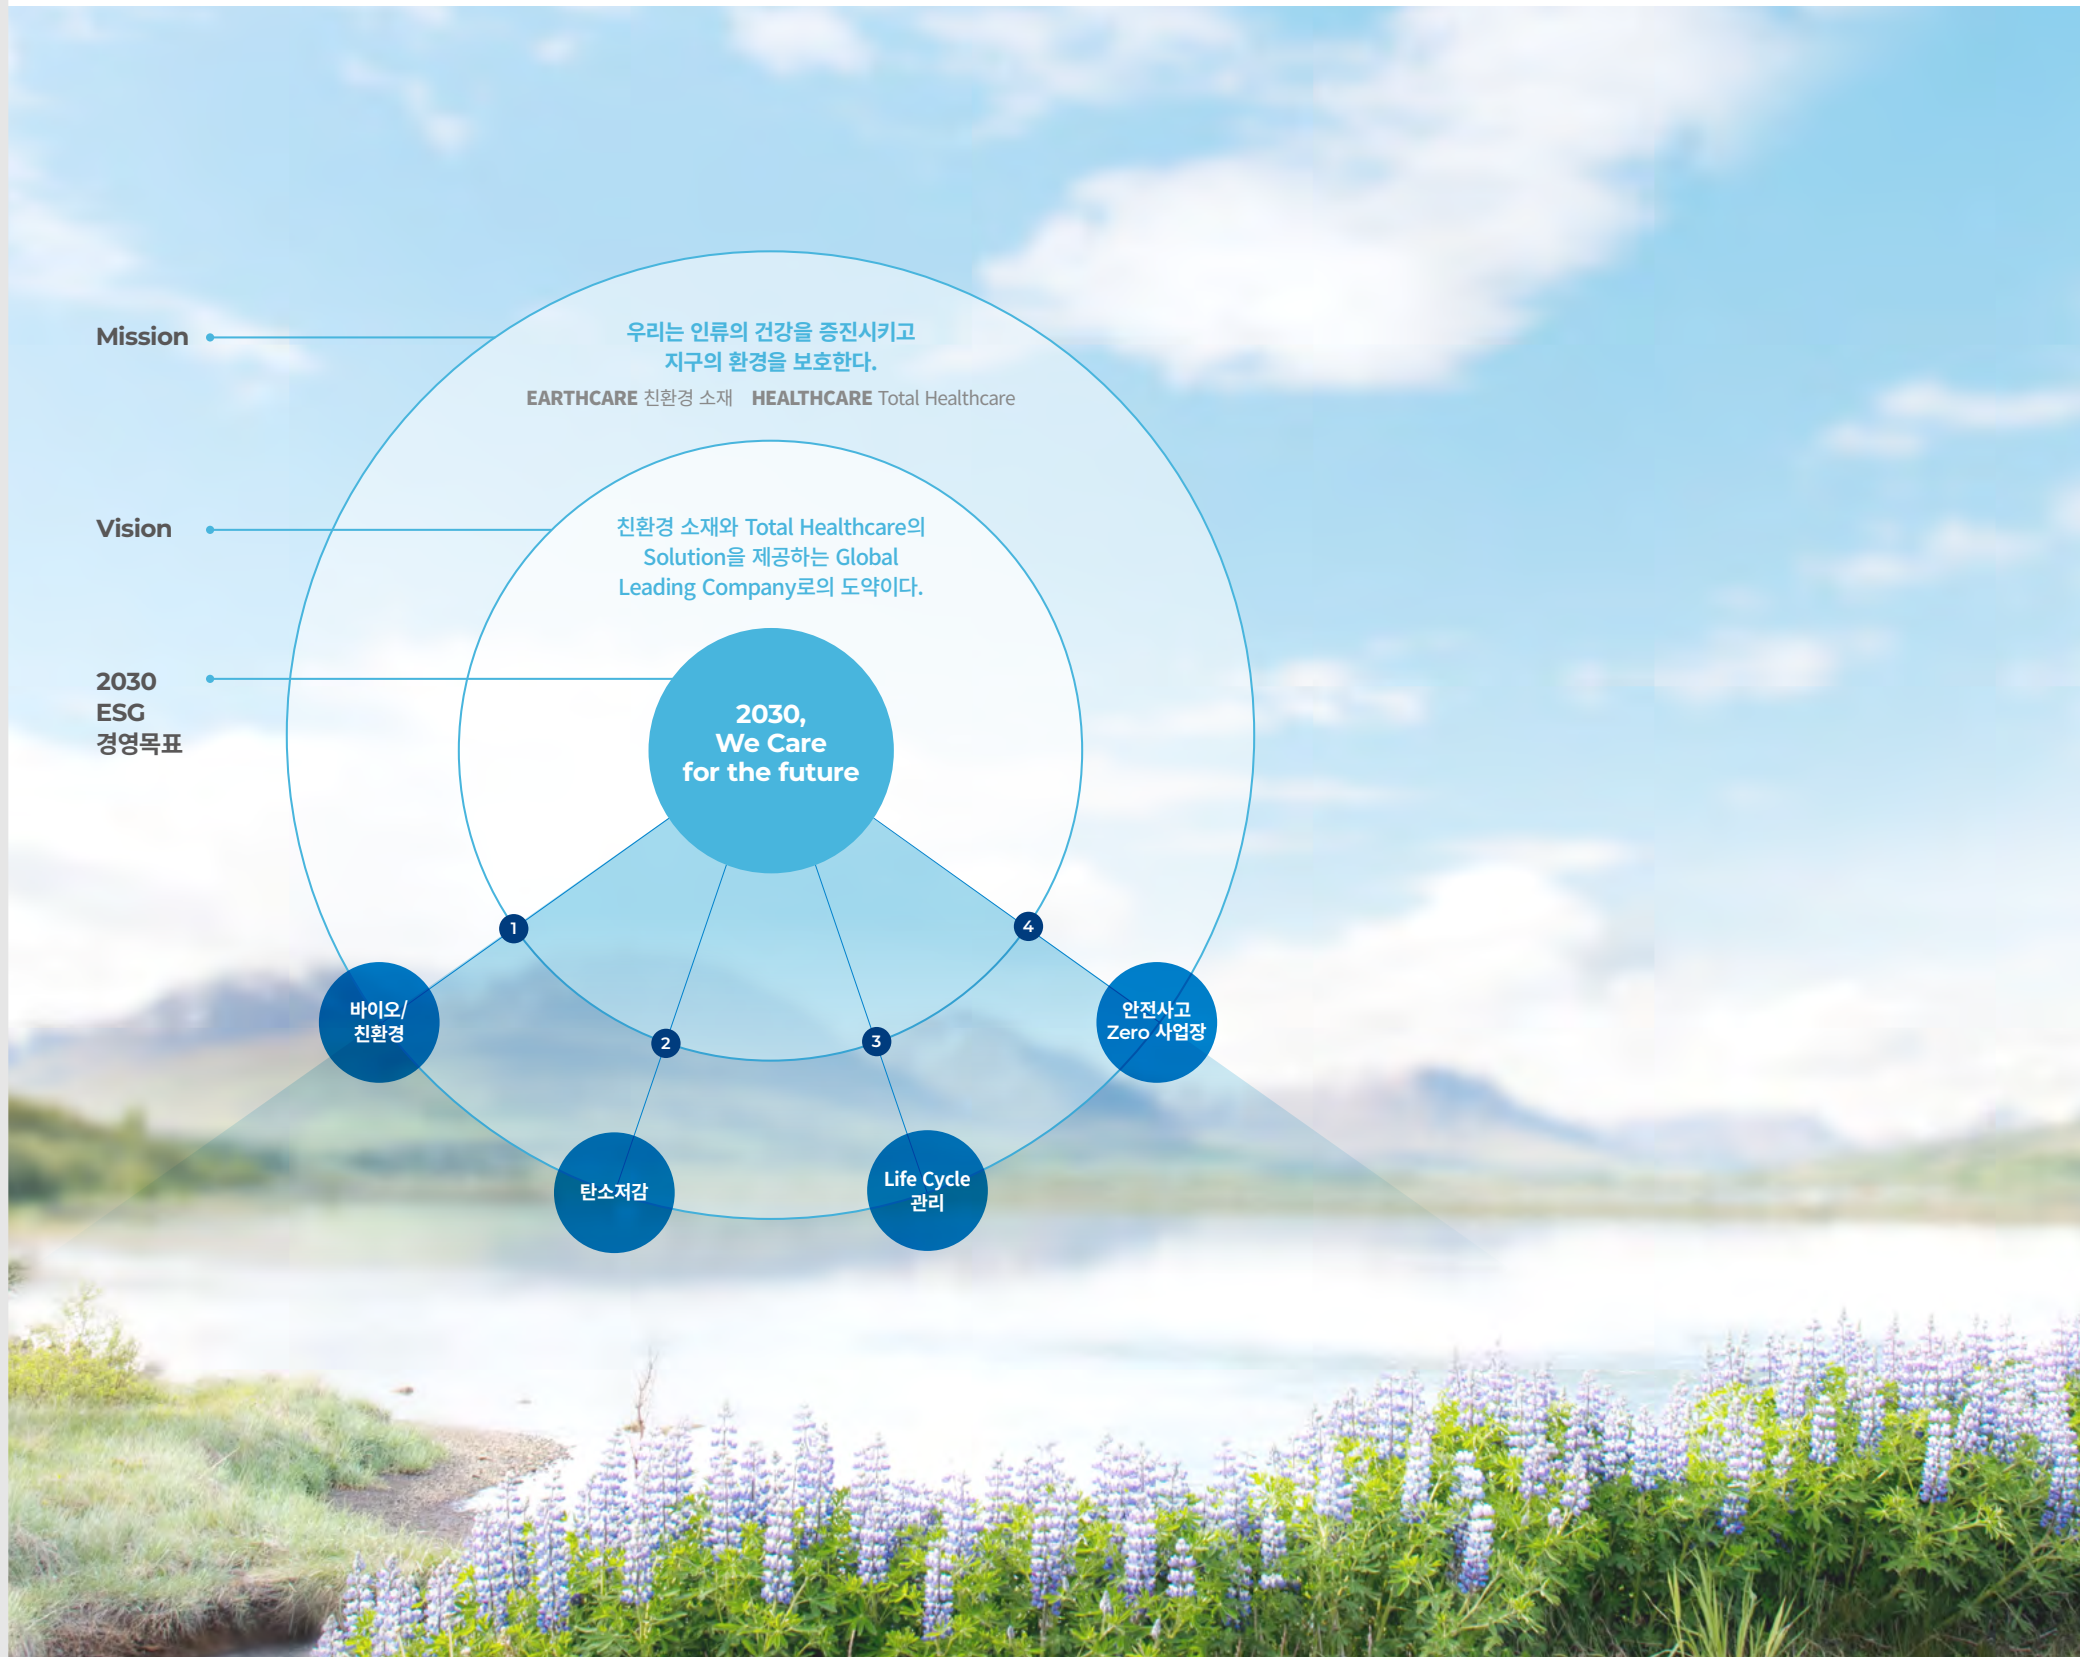 Mission
우리는 인류의 건강을 증진시키고
지구의 환경을 보호한다.
EARTHCARE 친환경 소재 HEALTHCARE Total Healthcare
Vision
친환경 소재와 Total Healthcare의
Solution을 제공하는 Global
Leading Company로의 도약이다.
2030
ESG
경영목표
2030,
We Care
for the future
1
2
3
4
바이오/
친환경
탄소저감
Life Cycle
관리
안전사고
Zero 사업장